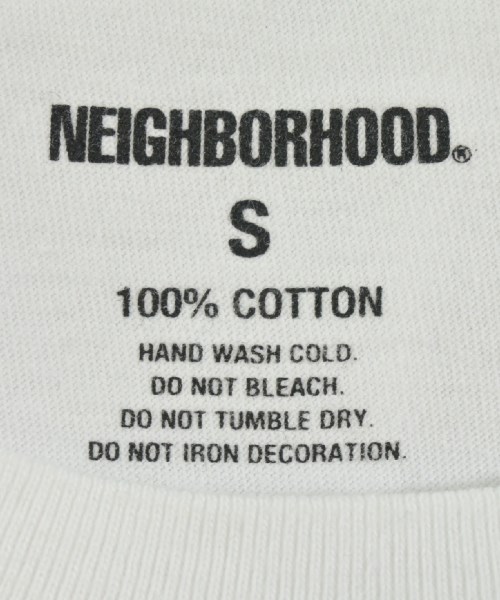 NEIGHBORHOOD®
S
100% COTTON
HAND WASH COLD.
DO NOT BLEACH.
DO NOT TUMBLE DRY.
DO NOT IRON DECORATION.